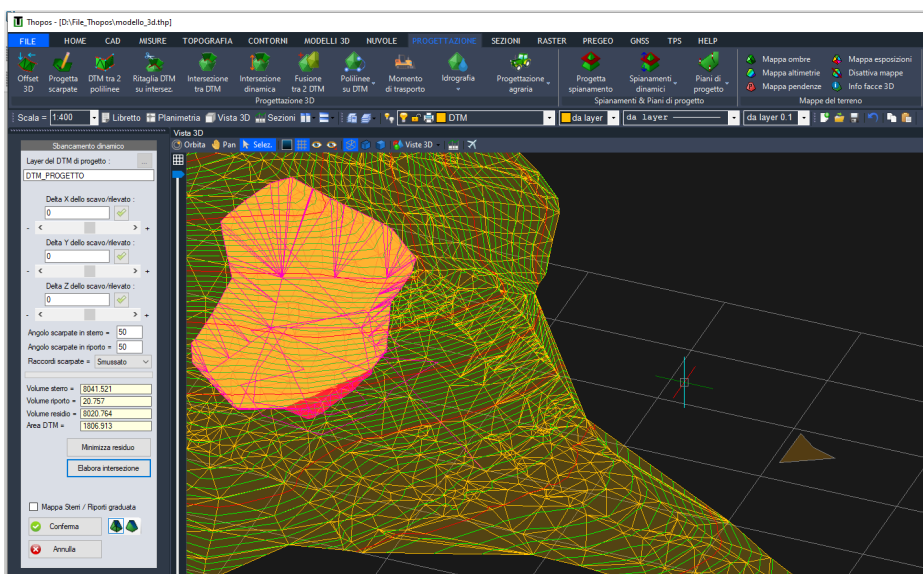 Thopos - [D:\File_Thopos\modello_3d.thp]
FILE HOME CAD MISURE TOPOGRAFIA CONTORNI MODELLI 3D NUVOLE PROGETTAZIONE SEZIONI RASTER PREGEO GNSS TPS HELP
Offset 3D
Progetta scarpate
DTM tra 2 polilinee
Ritaglia DTM su intersez.
Intersezione tra DTM
Intersezione dinamica
Fusione tra 2 DTM
Polilinee su DTM
Momento di trasporto
Idrografia
Progettazione agraria
Progetta spianamento
Spianamenti dinamici
Piani di progetto
Mappa ombre
Mappa esposizioni
Mappa altimetrie
Disattiva mappe
Mappa pendenze
Info facce 3D
Progettazione 3D
Spianamenti & Piani di progetto
Mappe del terreno
Scala = 1:400 Libretto Planimetria Vista 3D Sezioni DTM da layer da layer da layer 0.1
Vista 3D
Orbita Pan Selez. Viste 3D
Sbancamento dinamico
Layer del DTM di progetto :
...
DTM_PROGETTO
Delta X dello scavo/rilevato :
0
- < > +
Delta Y dello scavo/rilevato :
0
- < > +
Delta Z dello scavo/rilevato :
0
- < > +
Angolo scarpate in sterro = 50
Angolo scarpate in riporto = 50
Raccordi scarpate = Smussato
Volume sterro = 8041.521
Volume riporto = 20.757
Volume residio = 8020.764
Area DTM = 1806.913
Minimizza residuo
Elabora intersezione
Mappa Sterri / Riporti graduata
Conferma
Annulla